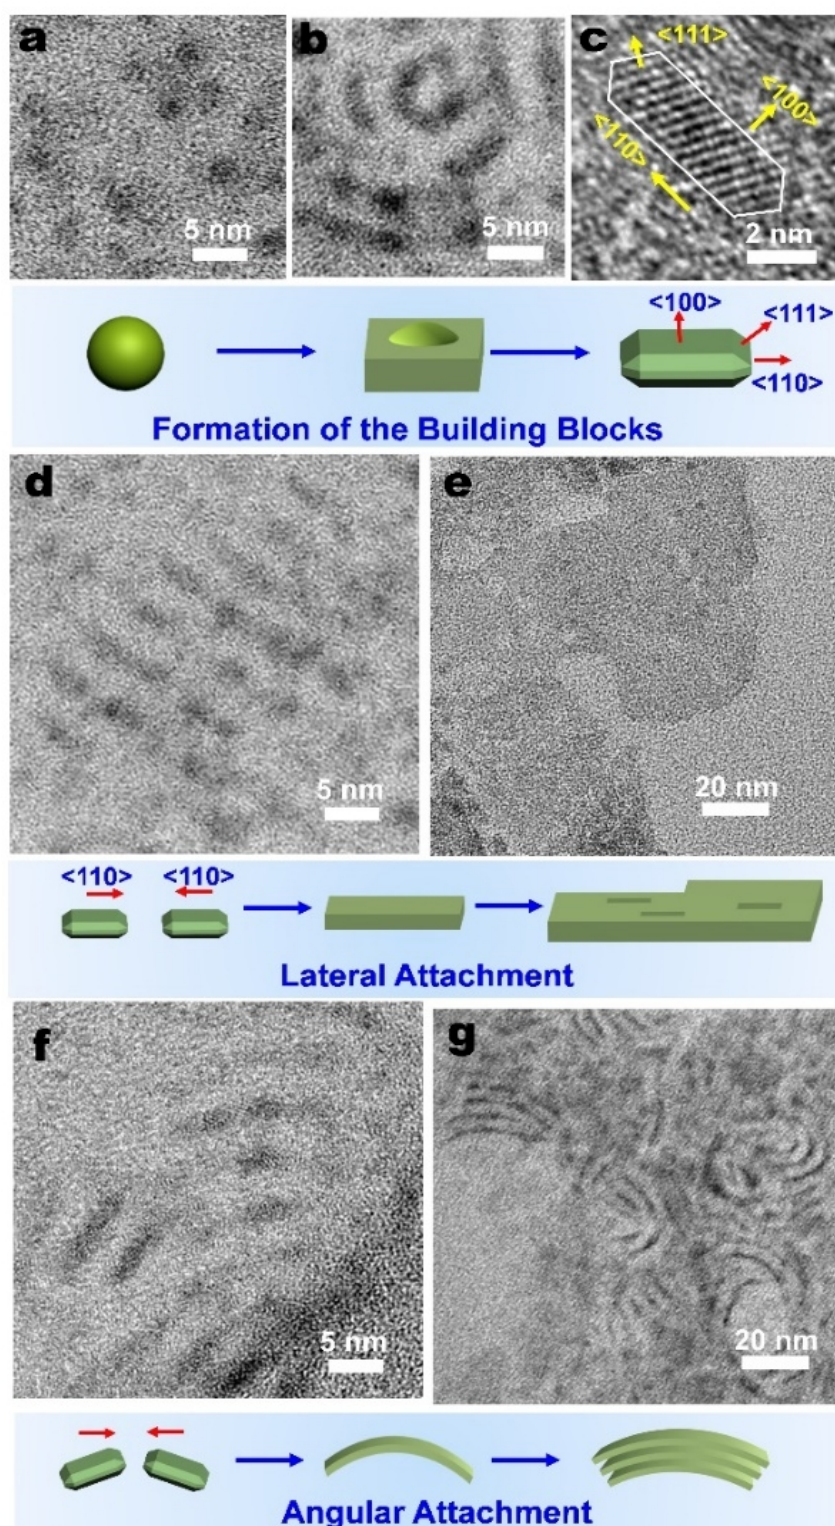 a
b
c
<111>
<100>
<110>
5 nm
5 nm
2 nm
<100>
<111>
<110>
Formation of the Building Blocks
d
e
5 nm
20 nm
<110> <110>
Lateral Attachment
f
g
5 nm
20 nm
Angular Attachment